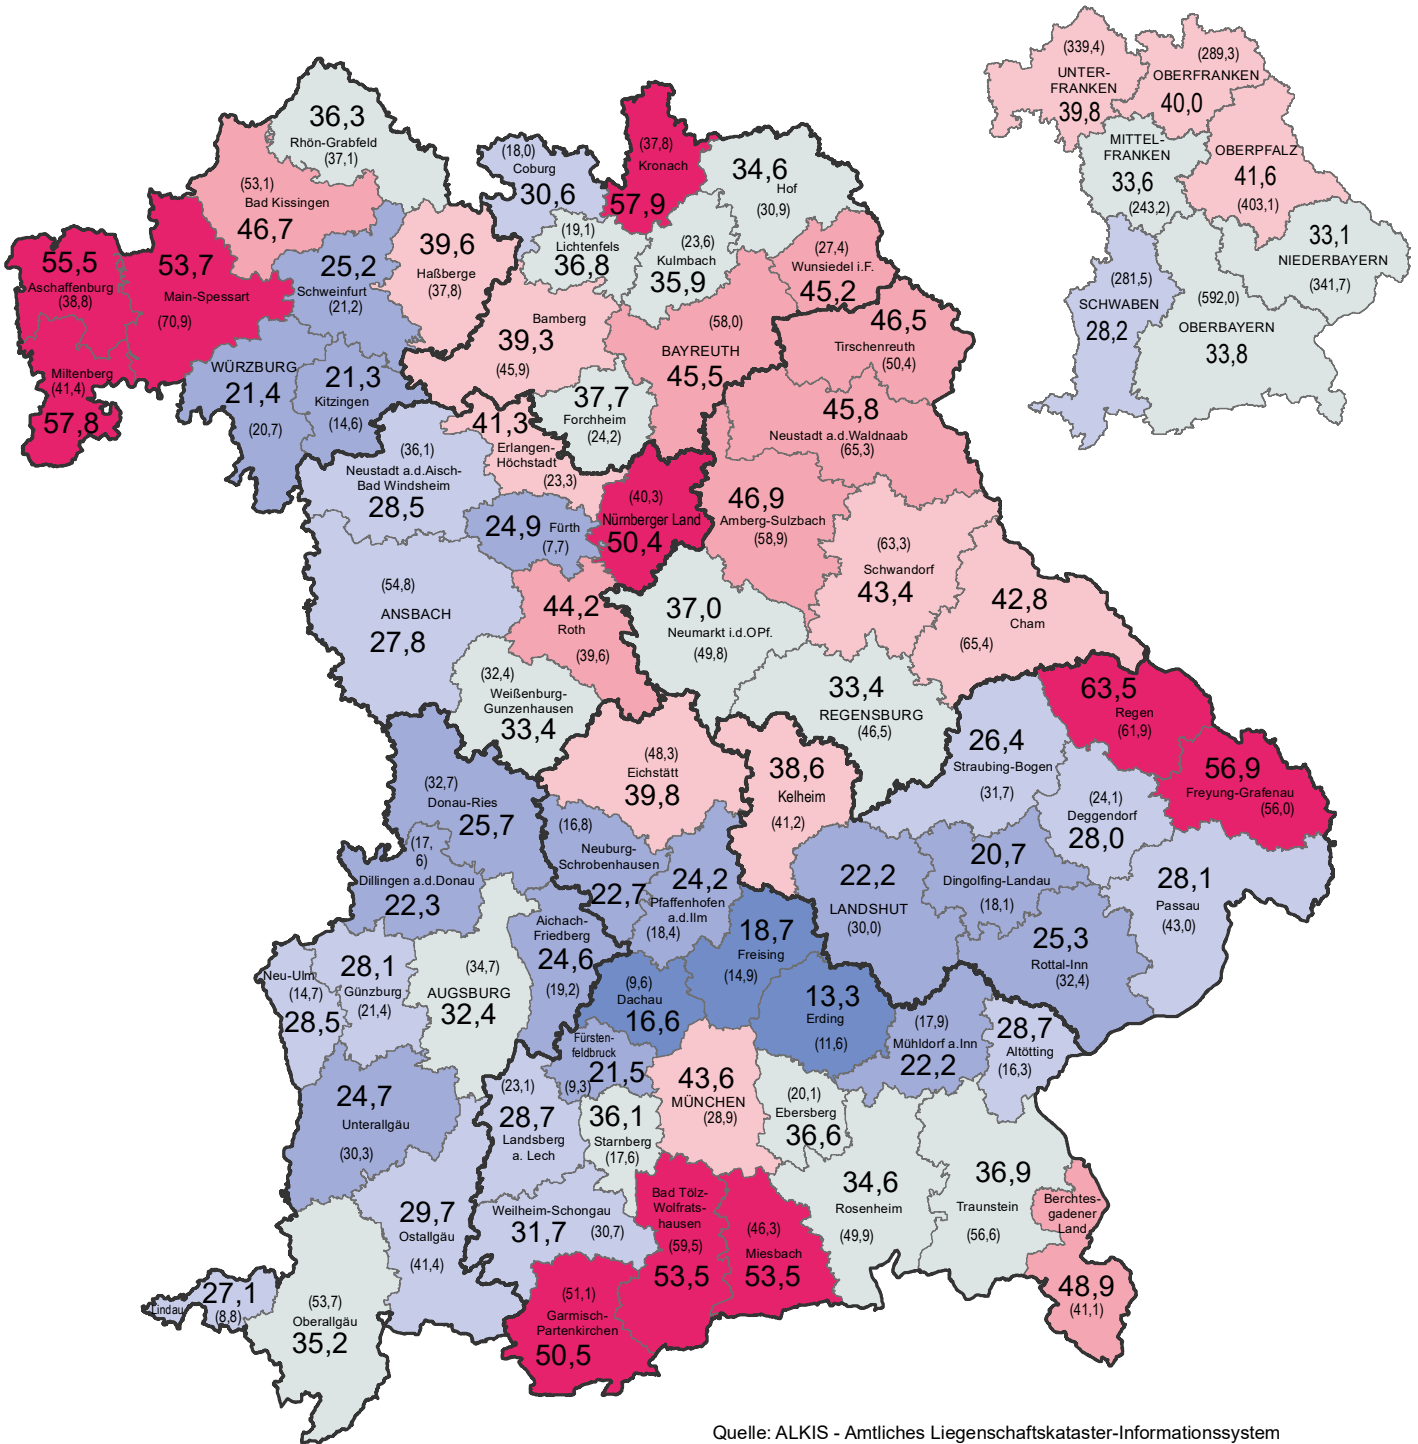 (339,4)
UNTER-
FRANKEN
39,8
(289,3)
OBERFRANKEN
40,0
MITTEL-
FRANKEN
33,6
(243,2)
OBERPFALZ
41,6
(403,1)
33,1
NIEDERBAYERN
(341,7)
(281,5)
SCHWABEN
28,2
(592,0)
OBERBAYERN
33,8
36,3
Rhön-Grabfeld
(37,1)
(53,1)
Bad Kissingen
46,7
(18,0)
Coburg
30,6
(37,8)
Kronach
57,9
34,6
Hof
(30,9)
55,5
Aschaffenburg
(38,8)
53,7
Main-Spessart
(70,9)
25,2
Schweinfurt
(21,2)
39,6
Haßberge
(37,8)
(19,1)
Lichtenfels
36,8
(23,6)
Kulmbach
35,9
(27,4)
Wunsiedel i.F.
45,2
Miltenberg
(41,4)
57,8
WÜRZBURG
21,4
(20,7)
21,3
Kitzingen
(14,6)
Bamberg
39,3
(45,9)
(58,0)
BAYREUTH
45,5
46,5
Tirschenreuth
(50,4)
37,7
Forchheim
(24,2)
41,3
Erlangen-
Höchstadt
(23,3)
45,8
Neustadt a.d.Waldnaab
(65,3)
(36,1)
Neustadt a.d.Aisch-
Bad Windsheim
28,5
24,9
Fürth
(7,7)
(40,3)
Nürnberger Land
50,4
46,9
Amberg-Sulzbach
(58,9)
(63,3)
Schwandorf
43,4
42,8
Cham
(65,4)
(54,8)
ANSBACH
27,8
44,2
Roth
(39,6)
37,0
Neumarkt i.d.OPf.
(49,8)
(32,4)
Weißenburg-
Gunzenhausen
33,4
33,4
REGENSBURG
(46,5)
63,5
Regen
(61,9)
26,4
Straubing-Bogen
(31,7)
56,9
Freyung-Grafenau
(56,0)
(48,3)
Eichstätt
39,8
38,6
Kelheim
(41,2)
(24,1)
Deggendorf
28,0
(32,7)
Donau-Ries
25,7
(17,
6)
Dillingen a.d.Donau
22,3
(16,8)
Neuburg-
Schrobenhausen
22,7
24,2
Pfaffenhofen
a.d.Ilm
(18,4)
22,2
LANDSHUT
(30,0)
20,7
Dingolfing-Landau
(18,1)
28,1
Passau
(43,0)
25,3
Rottal-Inn
(32,4)
Aichach-
Friedberg
24,6
(19,2)
18,7
Freising
(14,9)
Neu-Ulm
(14,7)
28,5
28,1
Günzburg
(21,4)
(34,7)
AUGSBURG
32,4
(9,6)
Dachau
16,6
13,3
Erding
(11,6)
(17,9)
Mühldorf a.Inn
22,2
28,7
Altötting
(16,3)
Fürsten-
feldbruck
21,5
(9,3)
43,6
MÜNCHEN
(28,9)
(20,1)
Ebersberg
36,6
24,7
Unterallgäu
(30,3)
(23,1)
28,7
Landsberg
a. Lech
36,1
Starnberg
(17,6)
34,6
Rosenheim
(49,9)
36,9
Traunstein
(56,6)
Berchtes-
gadener
Land
48,9
(41,1)
29,7
Ostallgäu
(41,4)
Weilheim-Schongau
31,7
(30,7)
Bad Tölz-
Wolfrats-
hausen
(59,5)
53,5
(46,3)
Miesbach
53,5
Lindau
27,1
(8,8)
(53,7)
Oberallgäu
35,2
(51,1)
Garmisch-
Partenkirchen
50,5
Quelle: ALKIS - Amtliches Liegenschaftskataster-Informationssystem